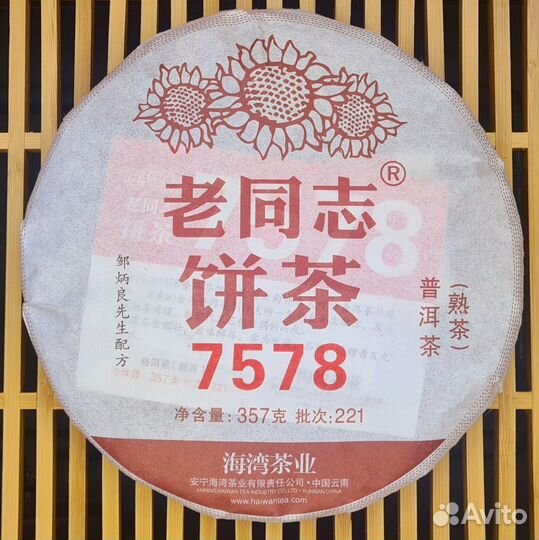 老同志®
饼茶
7578
邹炳良先生配方
普洱茶
(熟茶)
净含量: 357克 批次: 221
海湾茶业
安宁海湾茶业有限责任公司·中国云南
ANNING HAIWAN TEA INDUSTRY CO.,LTD · YUNNAN CHINA
www.haiwantea.com
Avito